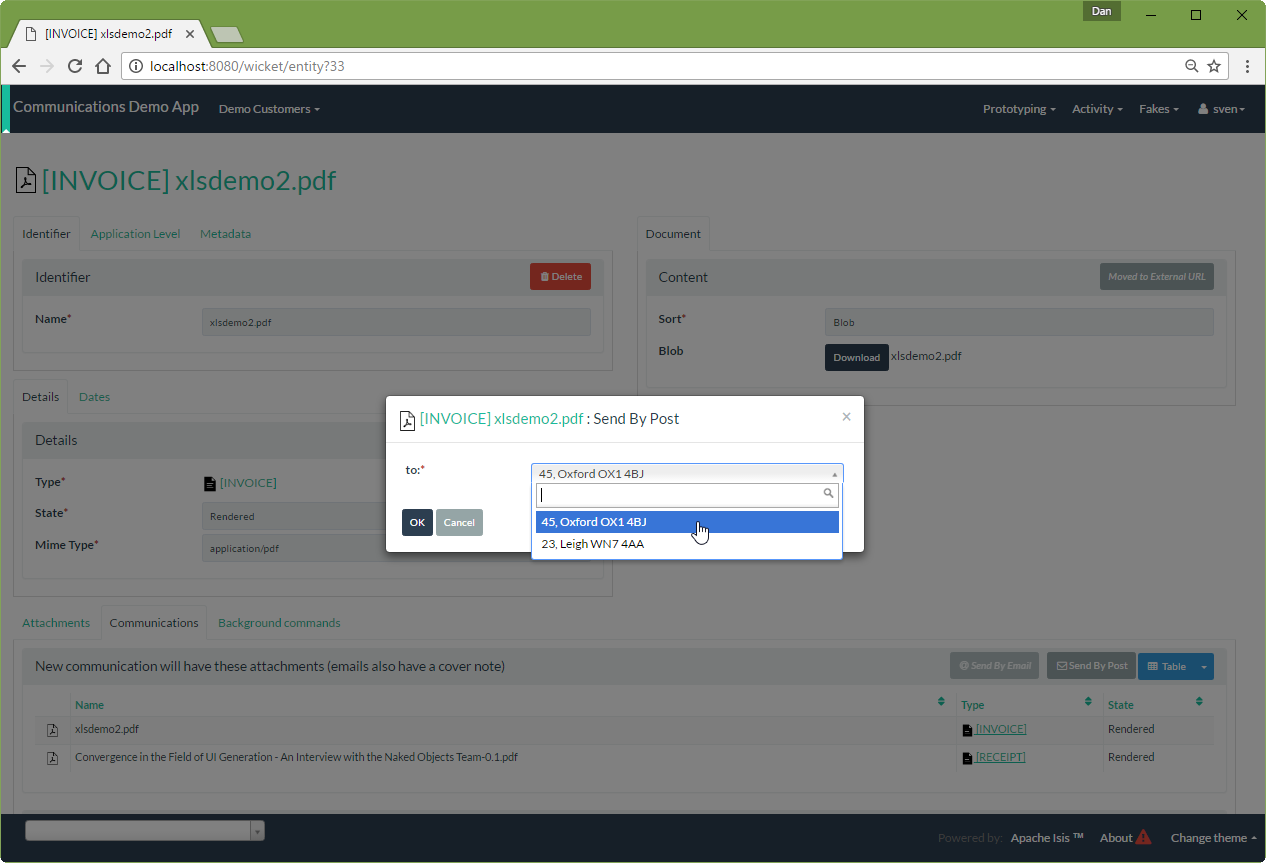 Dan
[INVOICE] xlsdemo2.pdf
localhost:8080/wicket/entity?33
Communications Demo App Demo Customers Prototyping Activity Fakes sven
[INVOICE] xlsdemo2.pdf
Identifier Application Level Metadata
Identifier Delete
Name* xlsdemo2.pdf
Document
Content Moved to External URL
Sort* Blob
Blob Download xlsdemo2.pdf
Details Dates
Details
Type* [INVOICE]
State* Rendered
Mime Type* application/pdf
[INVOICE] xlsdemo2.pdf : Send By Post ×
to:* 45, Oxford OX1 4BJ
45, Oxford OX1 4BJ
23, Leigh WN7 4AA
OK Cancel
Attachments Communications Background commands
New communication will have these attachments (emails also have a cover note) Send By Email Send By Post Table
Name Type State
xlsdemo2.pdf [INVOICE] Rendered
Convergence in the Field of UI Generation - An Interview with the Naked Objects Team-0.1.pdf [RECEIPT] Rendered
Powered by: Apache Isis ™ About Change theme